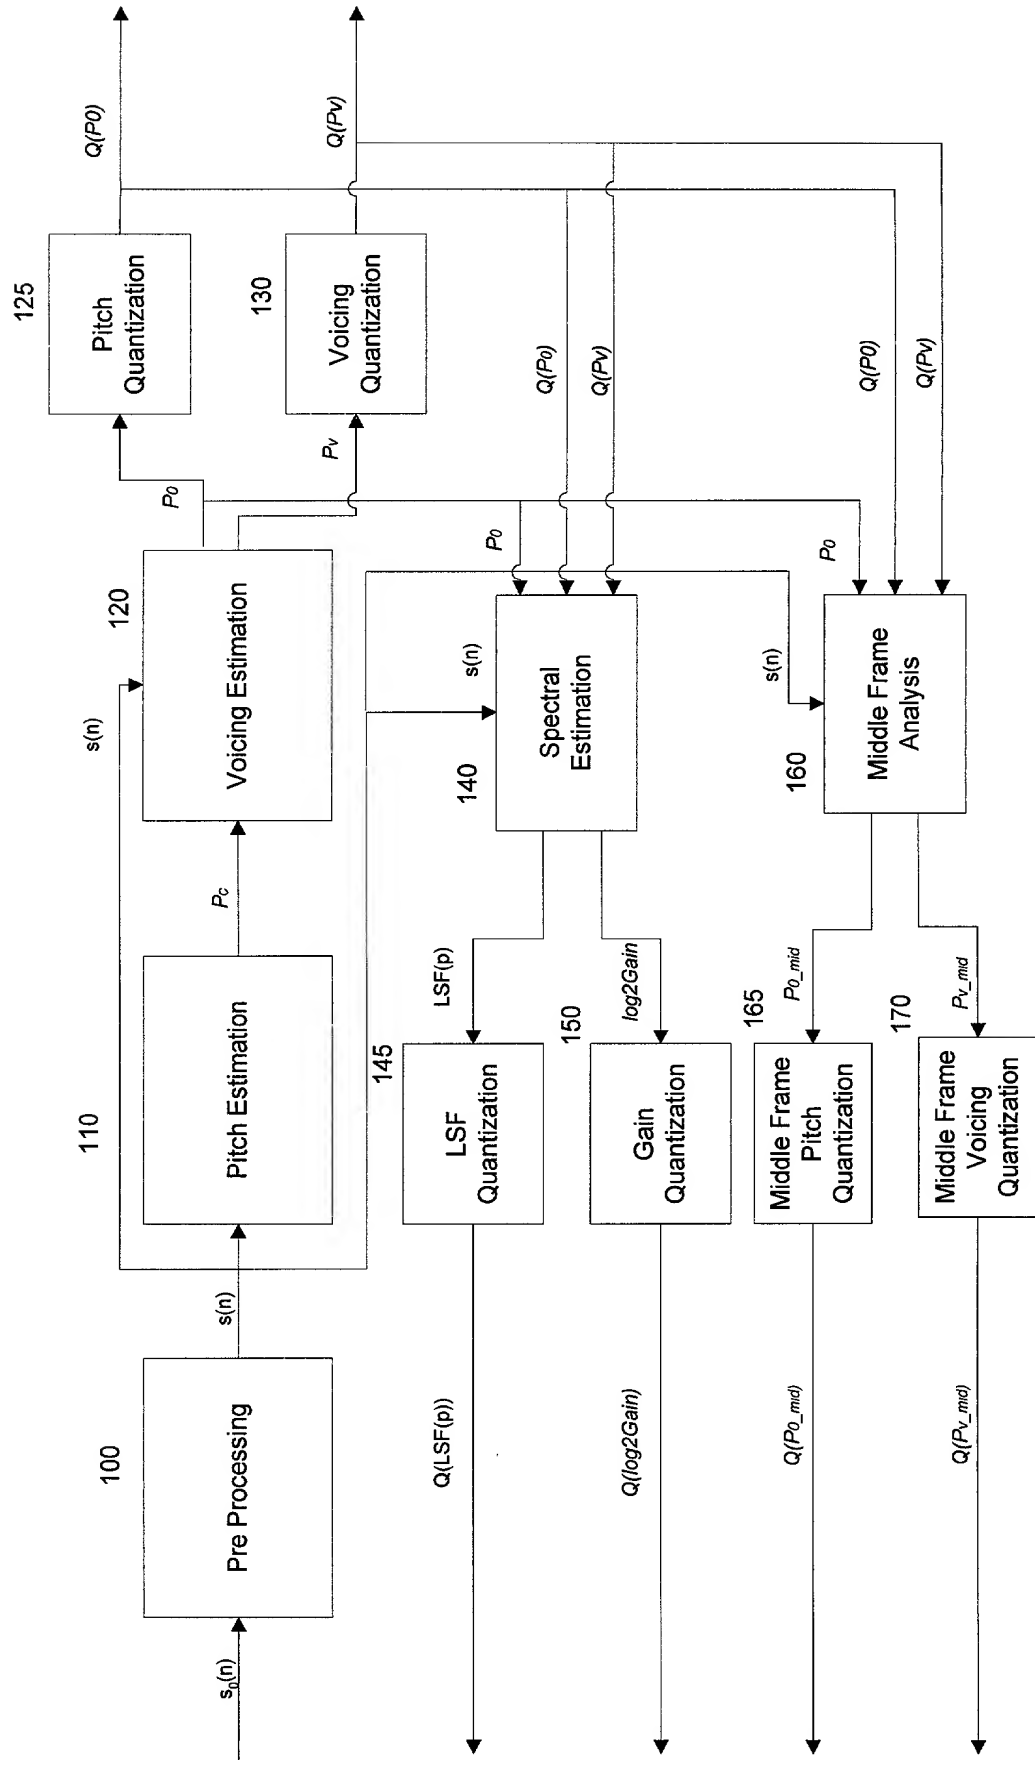 s0(n)
100
Pre Processing
s(n)
110
Pitch Estimation
Pc
s(n)
120
Voicing Estimation
P0
125
Pitch
Quantization
Q(P0)
Pv
130
Voicing
Quantization
Q(Pv)
145
LSF
Quantization
LSF(p)
Q(LSF(p))
140
Spectral
Estimation
s(n)
P0
Q(P0)
Q(Pv)
150
Gain
Quantization
log2Gain
Q(log2Gain)
165
Middle Frame
Pitch
Quantization
P0_mid
Q(P0_mid)
160
Middle Frame
Analysis
s(n)
P0
Q(P0)
Q(Pv)
170
Middle Frame
Voicing
Quantization
Pv_mid
Q(Pv_mid)